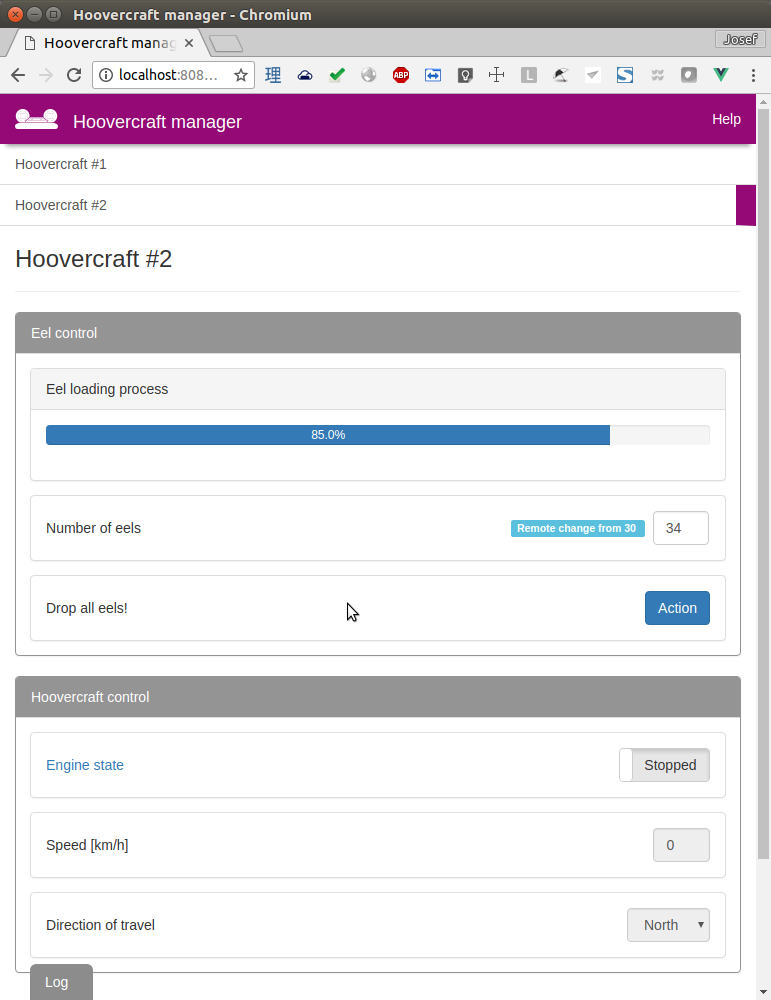 Hoovercraft manager - Chromium
Hoovercraft manag
Josef
localhost:808...
理
ABP
L
S
Hoovercraft manager
Help
Hoovercraft #1
Hoovercraft #2
Hoovercraft #2
Eel control
Eel loading process
85.0%
Number of eels
Remote change from 30
34
Drop all eels!
Action
Hoovercraft control
Engine state
Stopped
Speed [km/h]
0
Direction of travel
North
Log